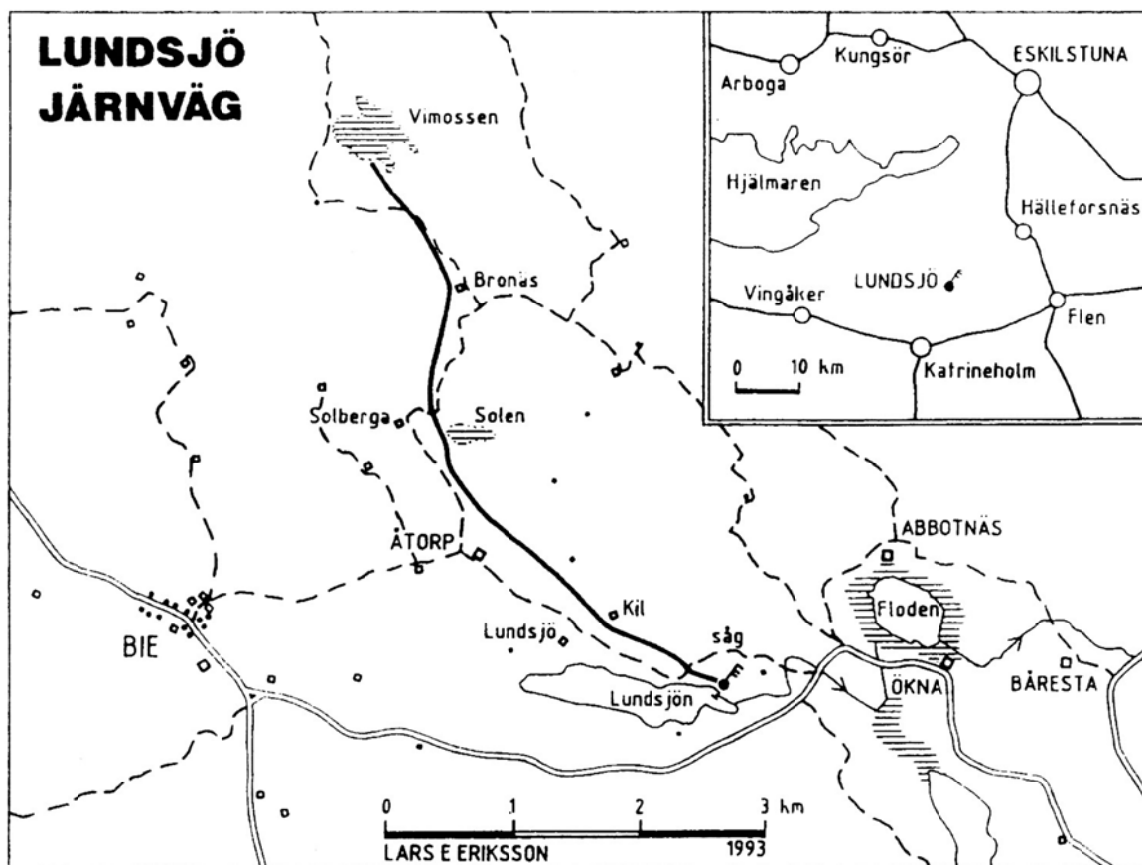 LUNDSJÖ
JÄRNVÄG
Vimossen
Bronäs
Solberga
Solen
ÅTORP
Kil
Lundsjö
såg
Lundsjön
BIE
ABBOTNÄS
Floden
ÖKNA
BÅRESTA
Kungsör
ESKILSTUNA
Arboga
Hjälmaren
Hälleforsnäs
LUNDSJÖ
Vingåker
Flen
Katrineholm
0 10 km
0 1 2 3 km
LARS E ERIKSSON 1993